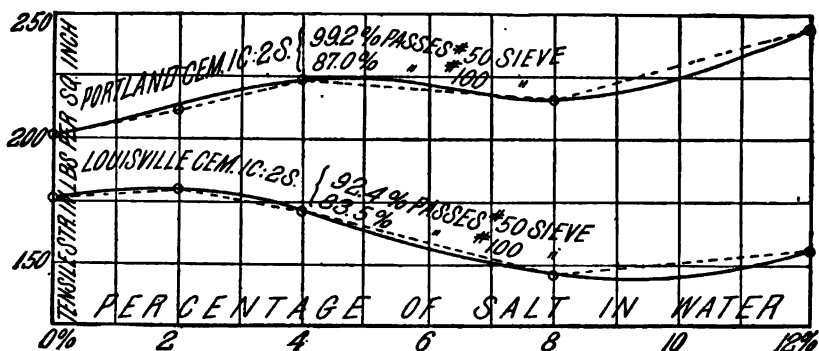 250
200
150
TENSILE STR. IN LBS PER SQ. INCH
PORTLAND CEM. 1C:2S. { 99.2% PASSES #50 SIEVE
87.0% " #100 "
LOUISVILLE CEM. 1C:2S. { 92.4% PASSES #50 SIEVE
83.5% " #100 "
PERCENTAGE OF SALT IN WATER
0% 2 4 6 8 10 12%